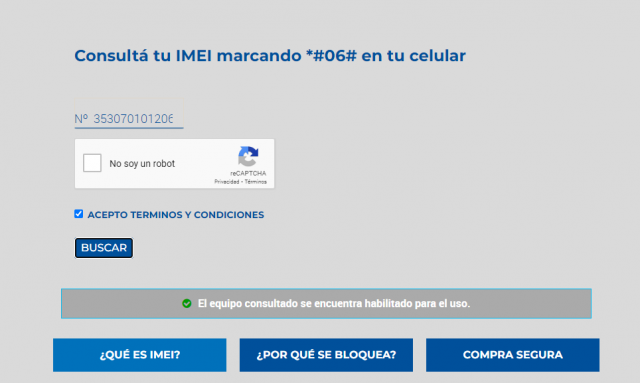 Consultá tu IMEI marcando *#06# en tu celular
Nº 353070101206
No soy un robot
reCAPTCHA
Privacidad - Términos
ACEPTO TERMINOS Y CONDICIONES
BUSCAR
El equipo consultado se encuentra habilitado para el uso.
¿QUÉ ES IMEI?
¿POR QUÉ SE BLOQUEA?
COMPRA SEGURA